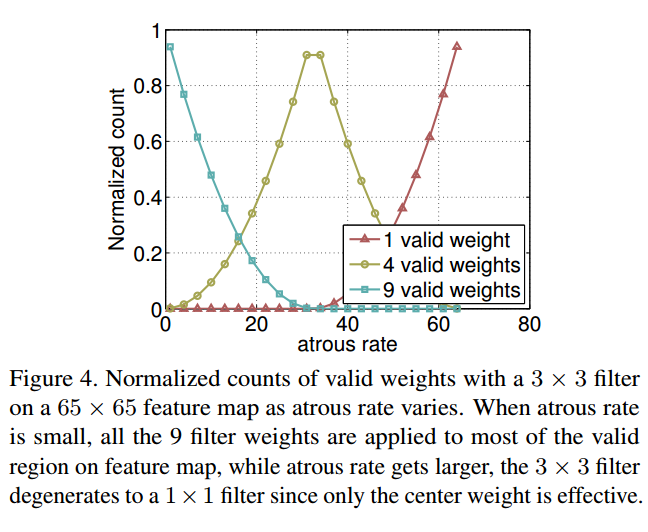 1
0.8
0.6
0.4
0.2
0
Normalized count
1 valid weight
4 valid weights
9 valid weights
0 20 40 60 80
atrous rate
Figure 4. Normalized counts of valid weights with a 3 × 3 filter
on a 65 × 65 feature map as atrous rate varies. When atrous rate
is small, all the 9 filter weights are applied to most of the valid
region on feature map, while atrous rate gets larger, the 3 × 3 filter
degenerates to a 1 × 1 filter since only the center weight is effective.